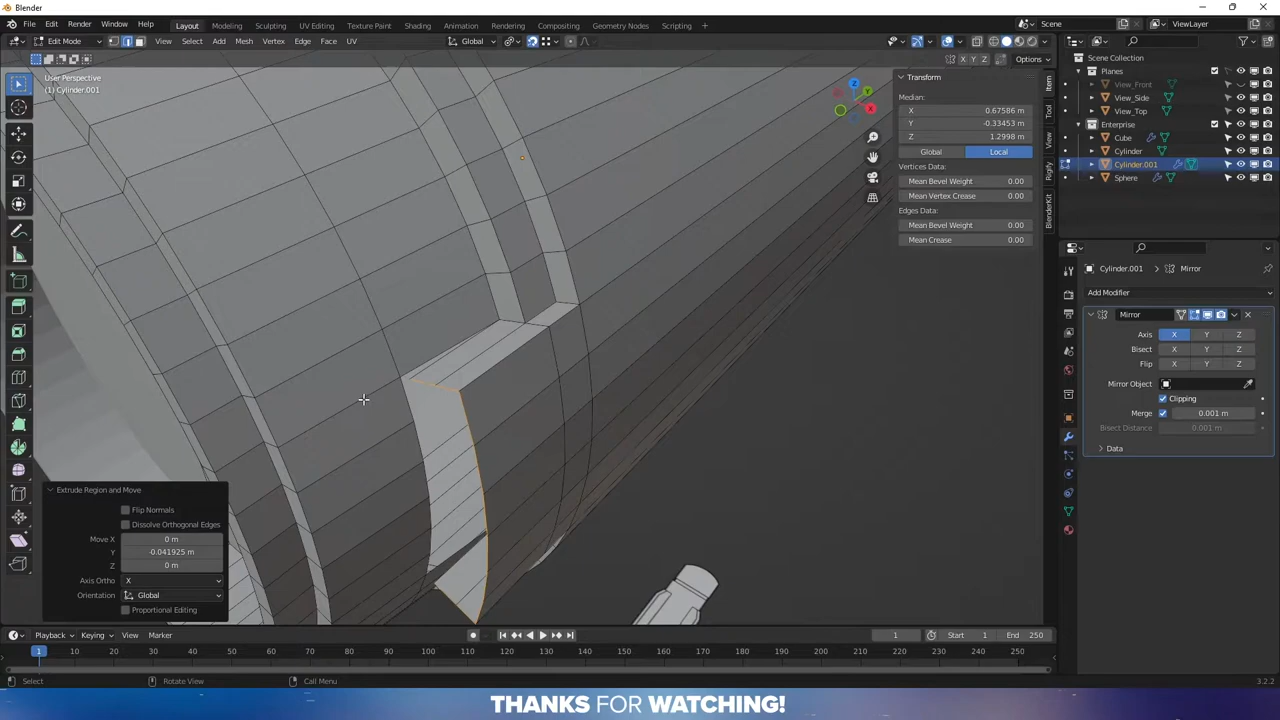 Blender
File Edit Render Window Help Layout Modeling Sculpting UV Editing Texture Paint Shading Animation Rendering Compositing Geometry Nodes Scripting + Scene ViewLayer
Edit Mode View Select Add Mesh Vertex Edge Face UV Global
X Y Z Options
User Perspective
(1) Cylinder.001
Transform
Median:
X 0.67586 m
Y -0.33453 m
Z 1.2998 m
Global Local
Vertices Data:
Mean Bevel Weight 0.00
Mean Vertex Crease 0.00
Edges Data:
Mean Bevel Weight 0.00
Mean Crease 0.00
Item
Tool
View
Rigify
BlenderKit
Z
Y
X
Scene Collection
Planes
View_Front
View_Side
View_Top
Enterprise
Cube
Cylinder
Cylinder.001
Sphere
Cylinder.001 > Mirror
Add Modifier
Mirror
Axis X Y Z
Bisect X Y Z
Flip X Y Z
Mirror Object
Clipping
Merge 0.001 m
Bisect Distance 0.001 m
Data
Extrude Region and Move
Flip Normals
Dissolve Orthogonal Edges
Move X 0 m
Y -0.041925 m
Z 0 m
Axis Ortho X
Orientation Global
Proportional Editing
Playback Keying View Marker 1 Start 1 End 250
1 10 20 30 40 50 60 70 80 90 100 110 120 130 140 150 160 170 180 190 200 210 220 230 240 250
Select Rotate View Call Menu 3.2.2
THANKS FOR WATCHING!